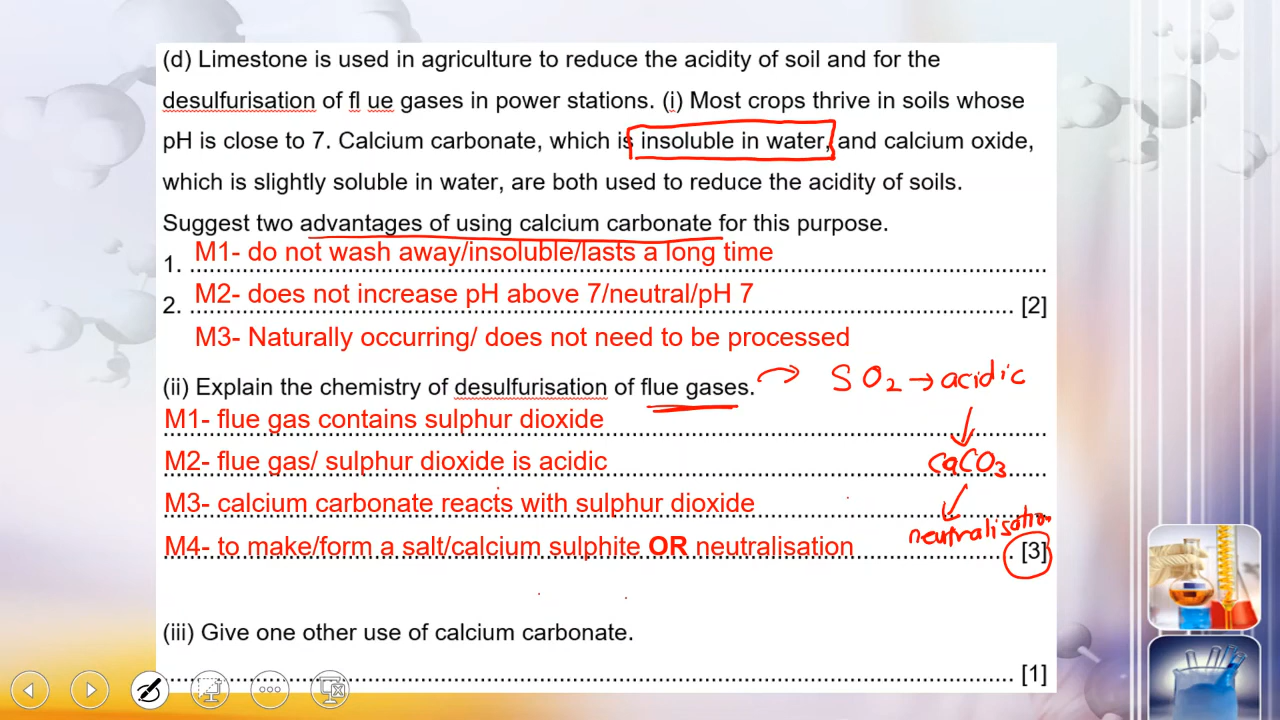 (d) Limestone is used in agriculture to reduce the acidity of soil and for the
desulfurisation of fl ue gases in power stations. (i) Most crops thrive in soils whose
pH is close to 7. Calcium carbonate, which is insoluble in water, and calcium oxide,
which is slightly soluble in water, are both used to reduce the acidity of soils.
Suggest two advantages of using calcium carbonate for this purpose.
M1- do not wash away/insoluble/lasts a long time
1. ..........................................................................................................................
M2- does not increase pH above 7/neutral/pH 7
2. .................................................................................................................... [2]
M3- Naturally occurring/ does not need to be processed
(ii) Explain the chemistry of desulfurisation of flue gases. SO2 → acidic
M1- flue gas contains sulphur dioxide
M2- flue gas/ sulphur dioxide is acidic CaCO3
M3- calcium carbonate reacts with sulphur dioxide
neutralisation
M4- to make/form a salt/calcium sulphite OR neutralisation [3]
(iii) Give one other use of calcium carbonate.
.................................................................................................................... [1]